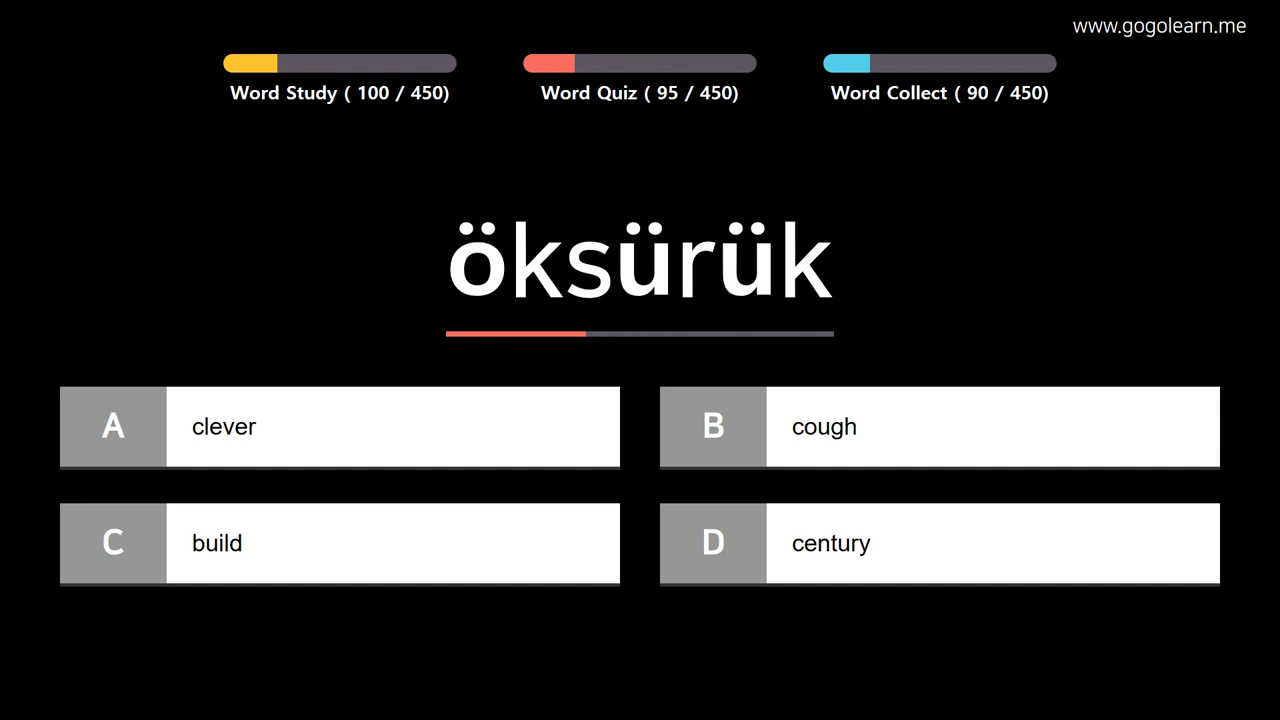 www.gogolearn.me
Word Study ( 100 / 450)
Word Quiz ( 95 / 450)
Word Collect ( 90 / 450)
öksürük
A clever
B cough
C build
D century